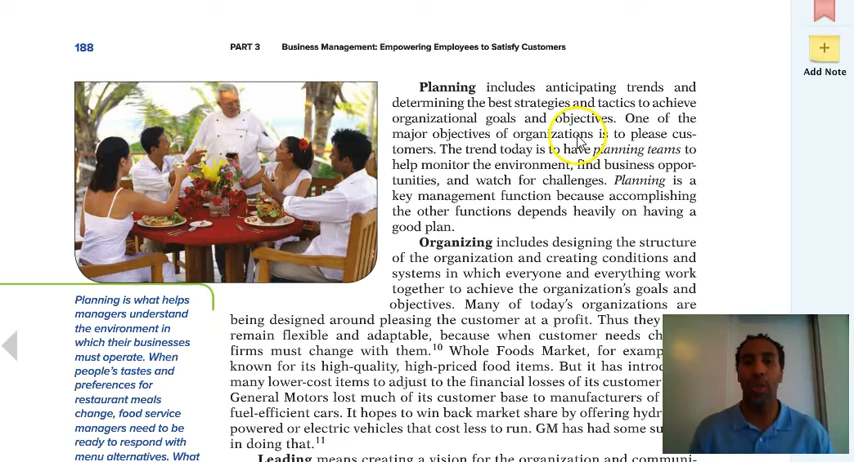 188
PART 3 Business Management: Empowering Employees to Satisfy Customers
Add Note
Planning includes anticipating trends and
determining the best strategies and tactics to achieve
organizational goals and objectives. One of the
major objectives of organizations is to please cus-
tomers. The trend today is to have planning teams to
help monitor the environment, find business oppor-
tunities, and watch for challenges. Planning is a
key management function because accomplishing
the other functions depends heavily on having a
good plan.
Organizing includes designing the structure
of the organization and creating conditions and
systems in which everyone and everything work
together to achieve the organization's goals and
objectives. Many of today's organizations are
being designed around pleasing the customer at a profit. Thus they
remain flexible and adaptable, because when customer needs
firms must change with them.10 Whole Foods Market, for
known for its high-quality, high-priced food items. But it has
many lower-cost items to adjust to the financial losses of its customer
General Motors lost much of its customer base to manufacturers of
fuel-efficient cars. It hopes to win back market share by offering
powered or electric vehicles that cost less to run. GM has had some
in doing that.11
Leading means creating a vision for the organization and communi-
Planning is what helps
managers understand
the environment in
which their businesses
must operate. When
people's tastes and
preferences for
restaurant meals
change, food service
managers need to be
ready to respond with
menu alternatives. What